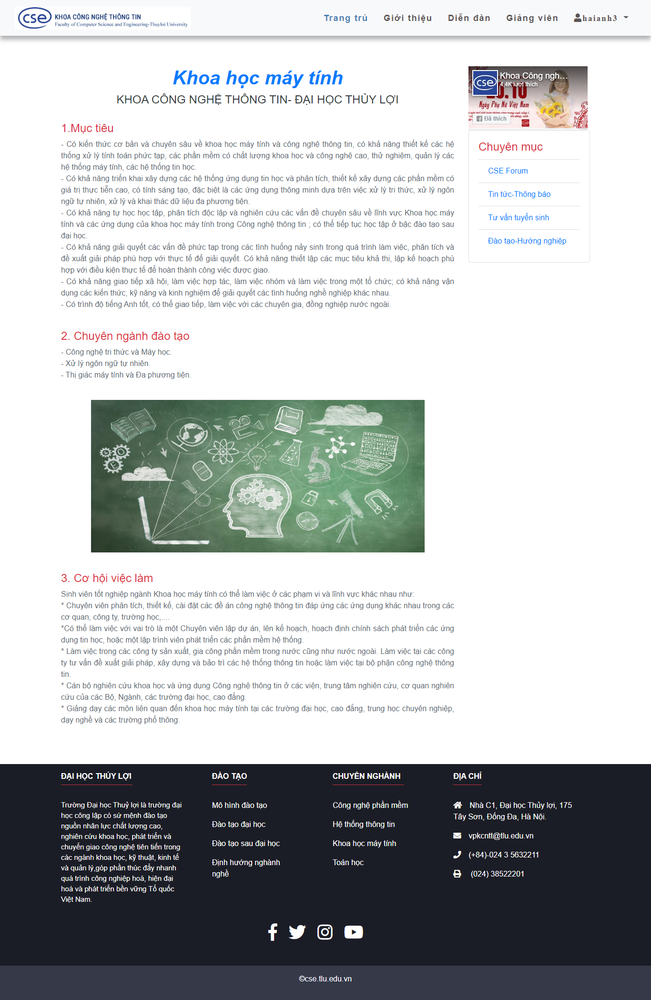 cse KHOA CÔNG NGHỆ THÔNG TIN
Faculty of Computer Science and Engineering-Thuyloi University
Trang trủ Giới thiệu Diễn đàn Giảng viên haianh3
Khoa học máy tính
KHOA CÔNG NGHỆ THÔNG TIN- ĐẠI HỌC THỦY LỢI
1.Mục tiêu
- Có kiến thức cơ bản và chuyên sâu về khoa học máy tính và công nghệ thông tin, có khả năng thiết kế các hệ
thống xử lý tính toán phức tạp, các phần mềm có chất lượng khoa học và công nghệ cao, thử nghiệm, quản lý các
hệ thống máy tính, các hệ thống tin học.
- Có khả năng triển khai xây dựng các hệ thống ứng dụng tin học và phân tích, thiết kế xây dựng các phần mềm có
giá trị thực tiễn cao, có tính sáng tạo, đặc biệt là các ứng dụng thông minh dựa trên việc xử lý tri thức, xử lý ngôn
ngữ tự nhiên, xử lý và khai thác dữ liệu đa phương tiện.
- Có khả năng tự học học tập, phân tích độc lập và nghiên cứu các vấn đề chuyên sâu về lĩnh vực Khoa học máy
tính và các ứng dụng của khoa học máy tính trong Công nghệ thông tin ; có thể tiếp tục học tập ở bậc đào tạo sau
đại học.
- Có khả năng giải quyết các vấn đề phức tạp trong các tình huống nảy sinh trong quá trình làm việc, phân tích và
đề xuất giải pháp phù hợp với thực tế để giải quyết. Có khả năng thiết lập các mục tiêu khả thi, lập kế hoạch phù
hợp với điều kiện thực tế để hoàn thành công việc được giao.
- Có khả năng giao tiếp xã hội, làm việc hợp tác, làm việc nhóm và làm việc trong một tổ chức; có khả năng vận
dụng các kiến thức, kỹ năng và kinh nghiệm để giải quyết các tình huống nghề nghiệp khác nhau.
- Có trình độ tiếng Anh tốt, có thể giao tiếp, làm việc với các chuyên gia, đồng nghiệp nước ngoài.
2. Chuyên ngành đào tạo
- Công nghệ tri thức và Máy học.
- Xử lý ngôn ngữ tự nhiên.
- Thị giác máy tính và Đa phương tiện.
3. Cơ hội việc làm
Sinh viên tốt nghiệp ngành Khoa học máy tính có thể làm việc ở các phạm vi và lĩnh vực khác nhau như:
* Chuyên viên phân tích, thiết kế, cài đặt các đề án công nghệ thông tin đáp ứng các ứng dụng khác nhau trong các
cơ quan, công ty, trường học,....
*Có thể làm việc với vai trò là một Chuyên viên lập dự án, lên kế hoạch, hoạch định chính sách phát triển các ứng
dụng tin học, hoặc một lập trình viên phát triển các phần mềm hệ thống.
* Làm việc trong các công ty sản xuất, gia công phần mềm trong nước cũng như nước ngoài. Làm việc tại các công
ty tư vấn đề xuất giải pháp, xây dựng và bảo trì các hệ thống thông tin hoặc làm việc tại bộ phận công nghệ thông
tin.
* Cán bộ nghiên cứu khoa học và ứng dụng Công nghệ thông tin ở các viện, trung tâm nghiên cứu, cơ quan nghiên
cứu của các Bộ, Ngành, các trường đại học, cao đẳng.
* Giảng dạy các môn liên quan đến khoa học máy tính tại các trường đại học, cao đẳng, trung học chuyên nghiệp,
dạy nghề và các trường phổ thông.
Khoa Công ngh...
4,4K lượt thích
cse
20.10
Ngày Phụ Nữ Việt Nam
Đã thích
cse
Chuyên mục
CSE Forum
Tin tức-Thông báo
Tư vấn tuyển sinh
Đào tạo-Hướng nghiệp
ĐẠI HỌC THỦY LỢI
Trường Đại học Thuỷ lợi là trường đại
học công lập có sứ mệnh đào tạo
nguồn nhân lực chất lượng cao,
nghiên cứu khoa học, phát triển và
chuyển giao công nghệ tiên tiến trong
các ngành khoa học, kỹ thuật, kinh tế
và quản lý,góp phần thúc đẩy nhanh
quá trình công nghiệp hoá, hiện đại
hoá và phát triển bền vững Tổ quốc
Việt Nam.
ĐÀO TẠO
Mô hình đào tạo
Đào tạo đại học
Đào tạo sau đại học
Định hướng nghành
nghề
CHUYÊN NGHÀNH
Công nghệ phần mềm
Hệ thống thông tin
Khoa học máy tính
Toán học
ĐỊA CHỈ
Nhà C1, Đại học Thủy lợi, 175
Tây Sơn, Đống Đa, Hà Nội.
vpkcntt@tlu.edu.vn
(+84)-024 3 5632211
(024) 38522201
©cse.tlu.edu.vn